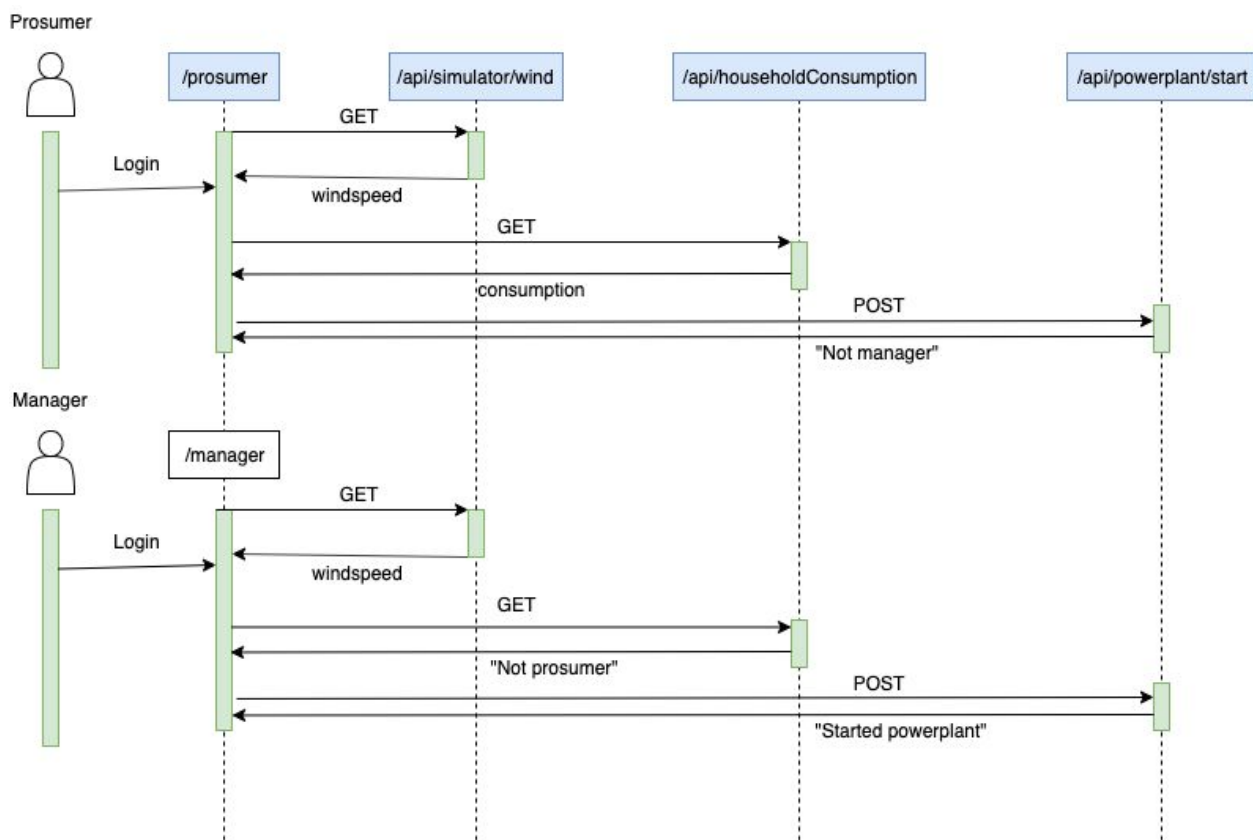 Prosumer
/prosumer
/api/simulator/wind
/api/householdConsumption
/api/powerplant/start
GET
Login
windspeed
GET
consumption
POST
"Not manager"
Manager
/manager
GET
Login
windspeed
GET
"Not prosumer"
POST
"Started powerplant"